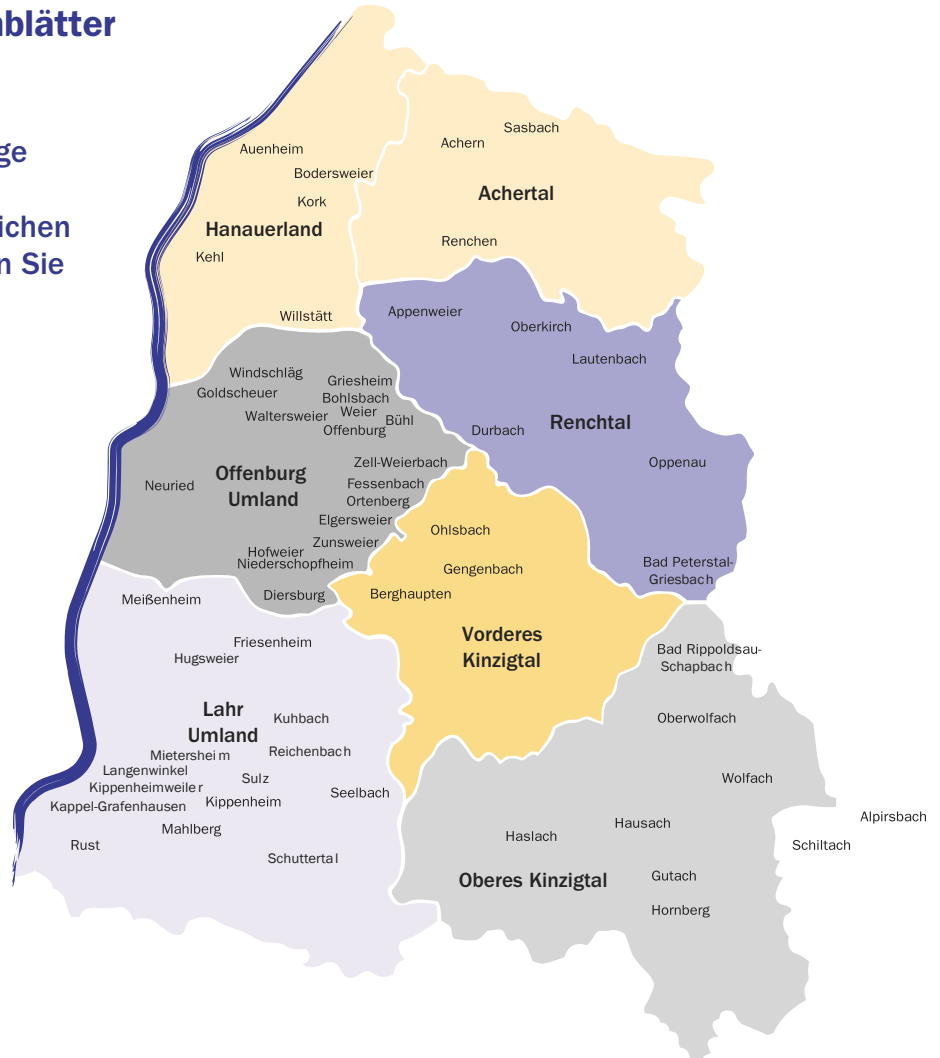 blätter
ge
ichen
n Sie
Auenheim
Bodersweier
Kork
Hanauerland
Kehl
Willstätt
Sasbach
Achern
Achertal
Renchen
Appenweier
Oberkirch
Lautenbach
Renchtal
Durbach
Oppenau
Bad Peterstal-
Griesbach
Windschläg
Griesheim
Goldscheuer
Bohlsbach
Weier
Waltersweier
Bühl
Offenburg
Zell-Weierbach
Offenburg
Umland
Neuried
Fessenbach
Ortenberg
Elgersweier
Zunsweier
Hofweier
Niederschopfheim
Diersburg
Ohlsbach
Gengenbach
Berghaupten
Vorderes
Kinzigtal
Meißenheim
Friesenheim
Hugsweier
Lahr
Umland
Kuhbach
Mietersheim
Reichenbach
Langenwinkel
Sulz
Kippenheimweiler
Seelbach
Kappel-Grafenhausen
Kippenheim
Mahlberg
Rust
Schuttertal
Bad Rippoldsau-
Schapbach
Oberwolfach
Wolfach
Alpirsbach
Hausach
Haslach
Schiltach
Oberes Kinzigtal
Gutach
Hornberg